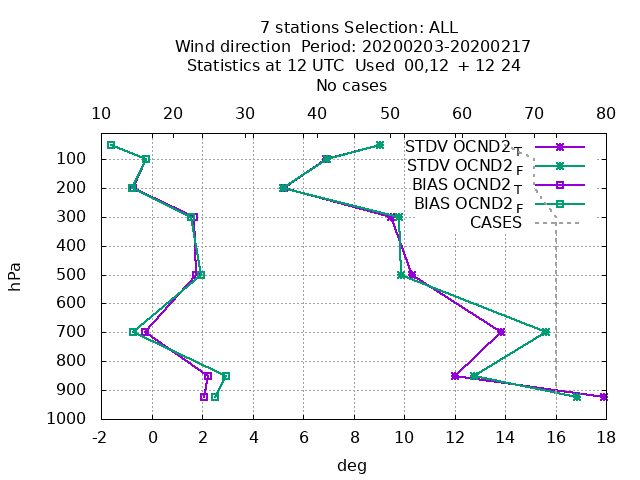 7 stations Selection: ALL
Wind direction  Period: 20200203-20200217
Statistics at 12 UTC  Used  00,12  + 12 24
No cases
10 20 30 40 50 60 70 80
STDV OCND2 T
STDV OCND2 F
BIAS OCND2 T
BIAS OCND2 F
CASES
100
200
300
400
500
600
700
800
900
1000
hPa
-2 0 2 4 6 8 10 12 14 16 18
deg